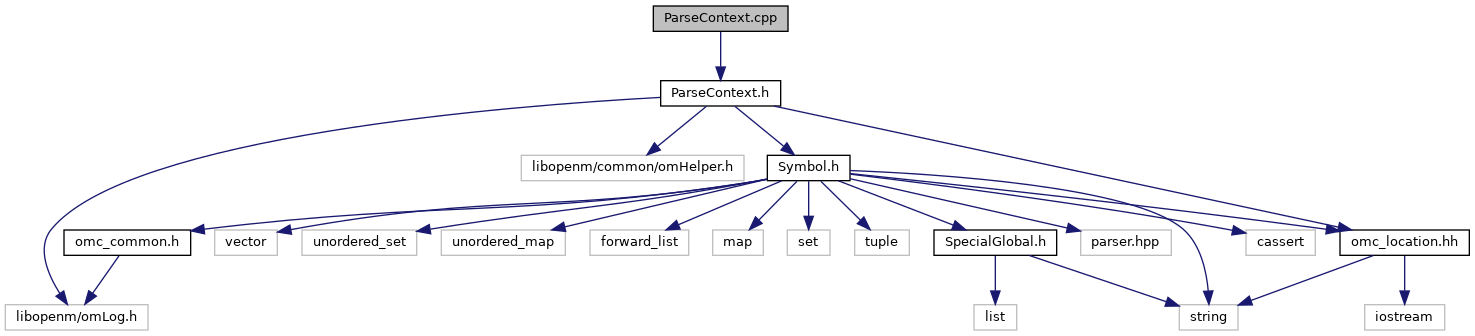 ParseContext.cpp
ParseContext.h
libopenm/common/omHelper.h
Symbol.h
omc_common.h
vector
unordered_set
unordered_map
forward_list
map
set
tuple
SpecialGlobal.h
parser.hpp
cassert
omc_location.hh
libopenm/omLog.h
list
string
iostream